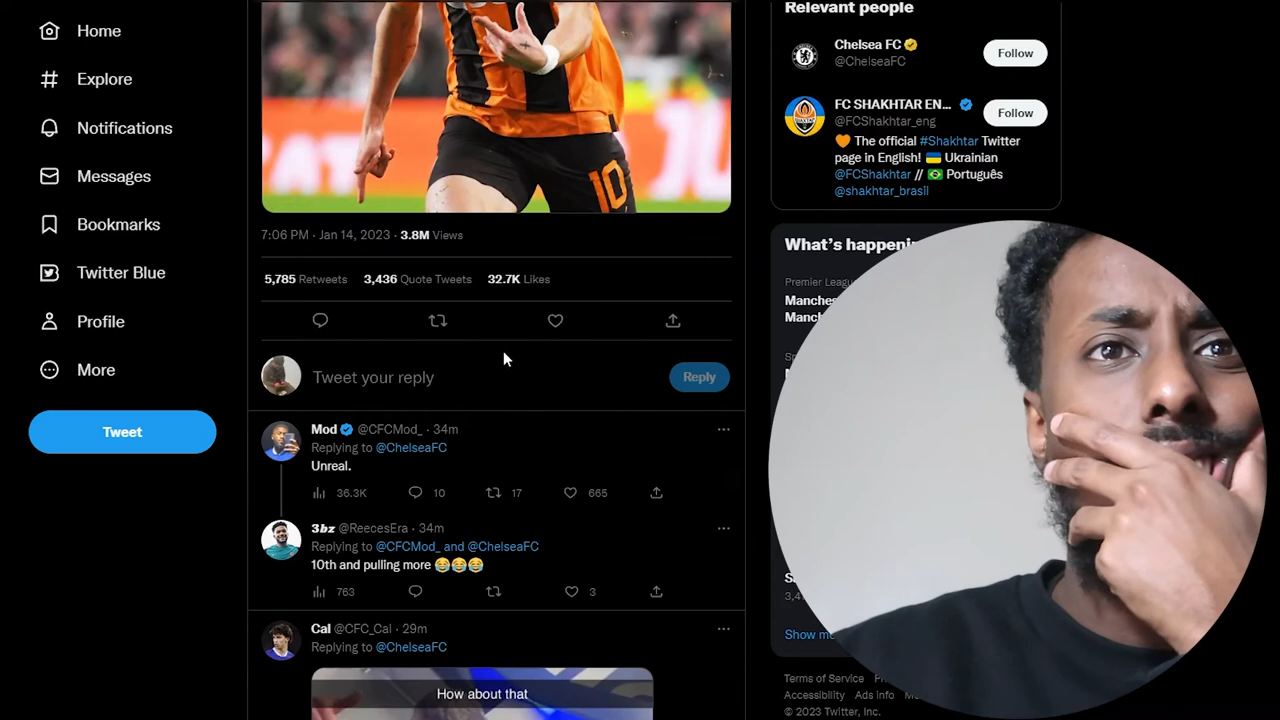 Home
Explore
Notifications
Messages
Bookmarks
Twitter Blue
Profile
More
Tweet
10
7:06 PM · Jan 14, 2023 · 3.8M Views
5,785 Retweets 3,436 Quote Tweets 32.7K Likes
Tweet your reply
Reply
Mod @CFCMod_ · 34m
Replying to @ChelseaFC
Unreal.
36.3K 10 17 665
3bz @ReecesEra · 34m
Replying to @CFCMod_ and @ChelseaFC
10th and pulling more 😂😂😂
763 3
Cal @CFC_Cal · 29m
Replying to @ChelseaFC
How about that
Relevant people
Chelsea FC
@ChelseaFC
Follow
FC SHAKHTAR EN...
@FCShakhtar_eng
Follow
🧡 The official #Shakhtar Twitter
page in English! 🇺🇦 Ukrainian
@FCShakhtar // 🇧🇷 Português
@shakhtar_brasil
What's
Show
Terms of Service
Accessibility Ads info
© 2023 Twitter, Inc.